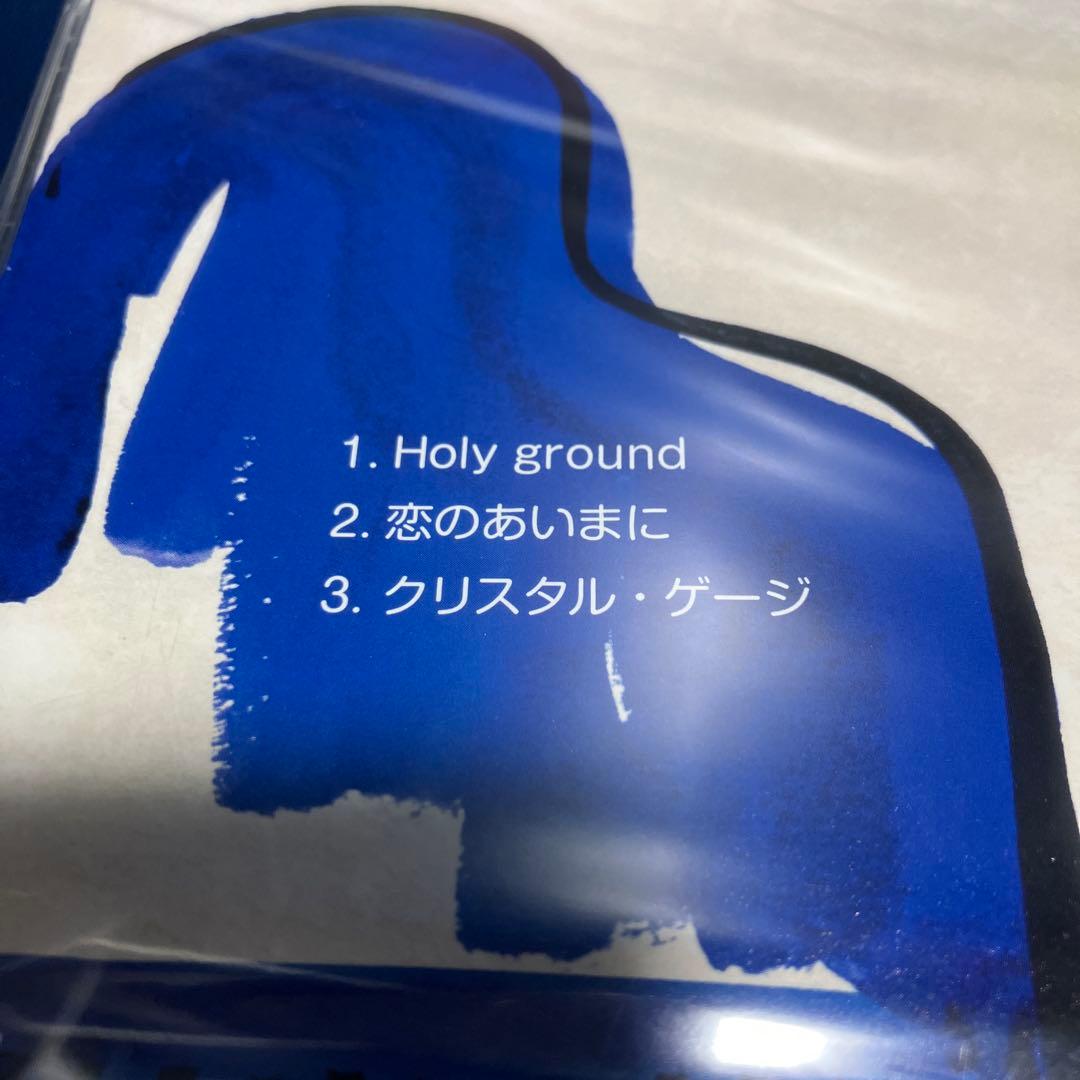 1. Holy ground
2. 恋のあいまに
3. クリスタル・ゲージ